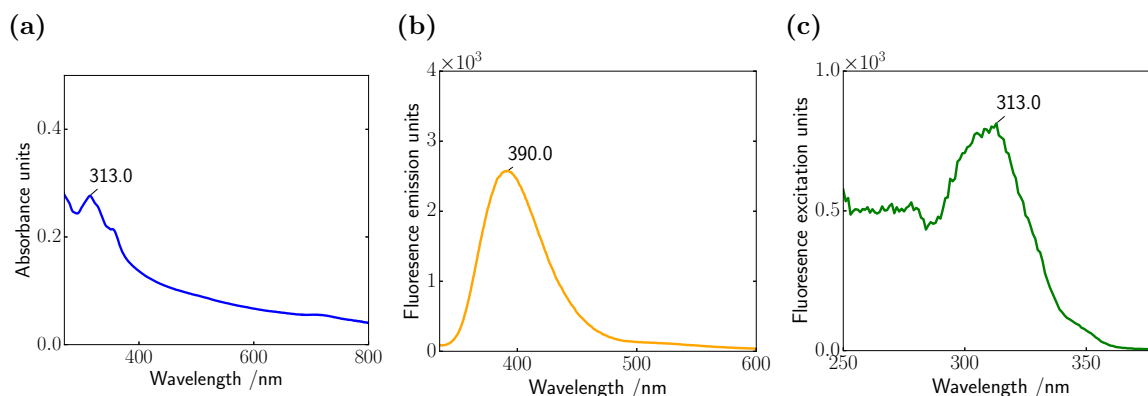 (a)
Absorbance units
0.4
0.2
0.0
313.0
400
600
800
Wavelength /nm
(b)
×10³
Fluoresence emission units
4
3
2
1
0
390.0
400
500
600
Wavelength /nm
(c)
×10³
Fluoresence excitation units
1.0
0.5
0.0
313.0
250
300
350
Wavelength /nm